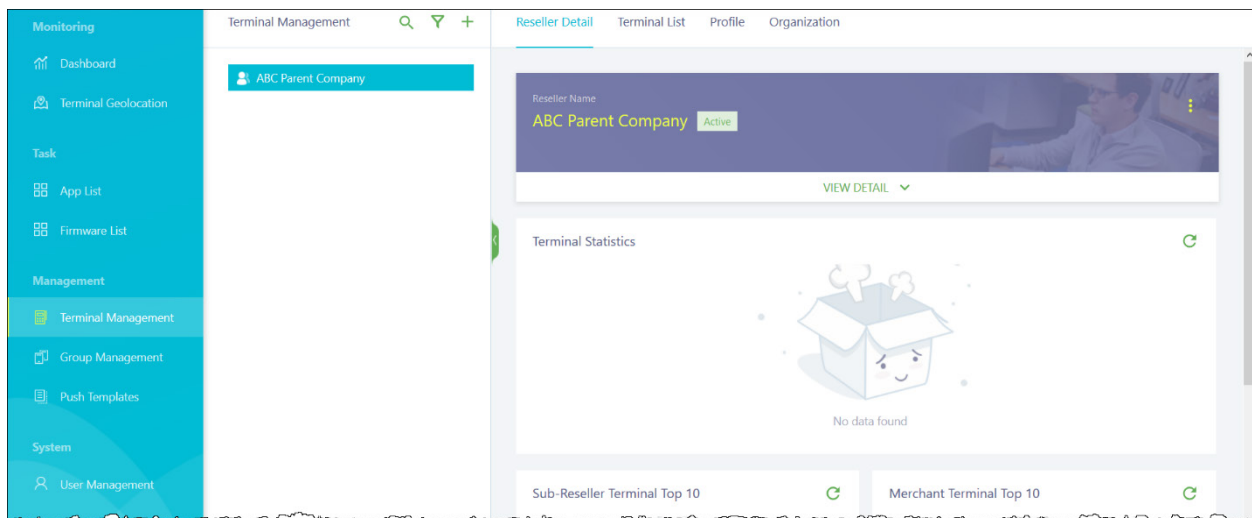 Monitoring
Dashboard
Terminal Geolocation
Task
App List
Firmware List
Management
Terminal Management
Group Management
Push Templates
System
User Management
Terminal Management
ABC Parent Company
Reseller Detail Terminal List Profile Organization
Reseller Name
ABC Parent Company Active
VIEW DETAIL
Terminal Statistics
No data found
Sub-Reseller Terminal Top 10
Merchant Terminal Top 10